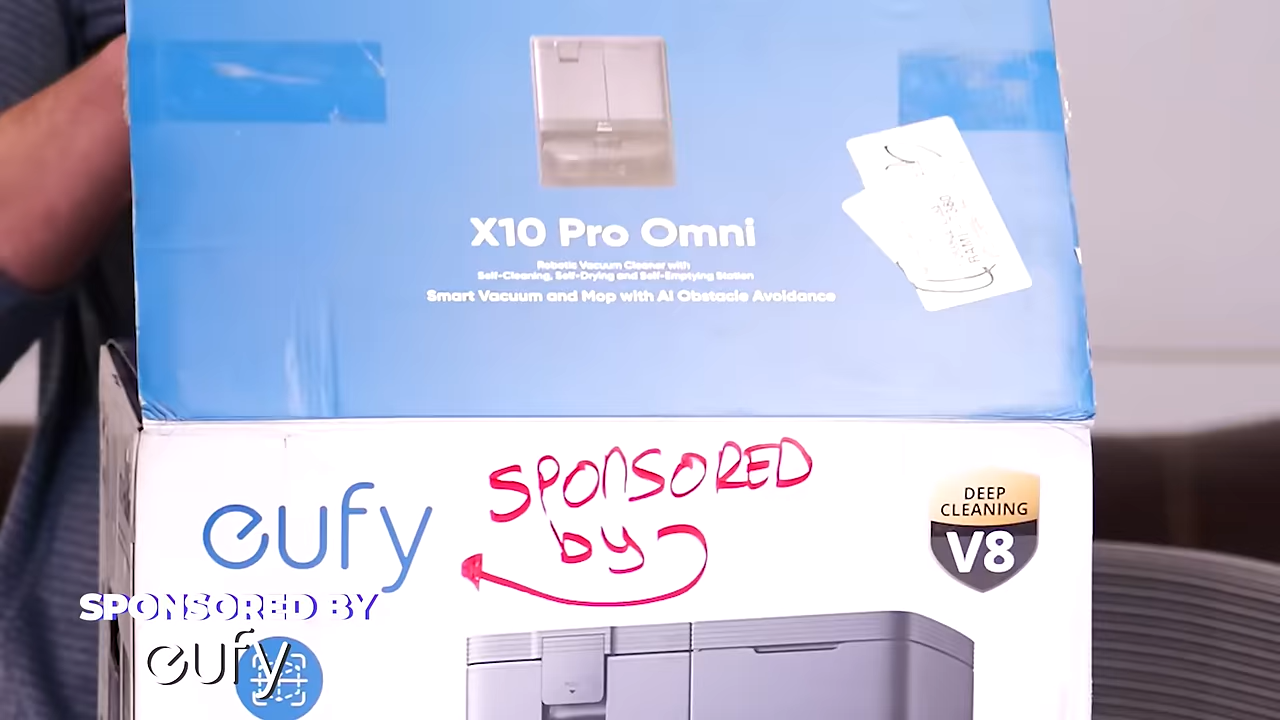 X10 Pro Omni
Robotic Vacuum Cleaner with
Self-Cleaning, Self-Drying and Self-Emptying Station
Smart Vacuum and Mop with AI Obstacle Avoidance
eufy
SPONSORED
by
DEEP
CLEANING
V8
SPONSORED BY
eufy